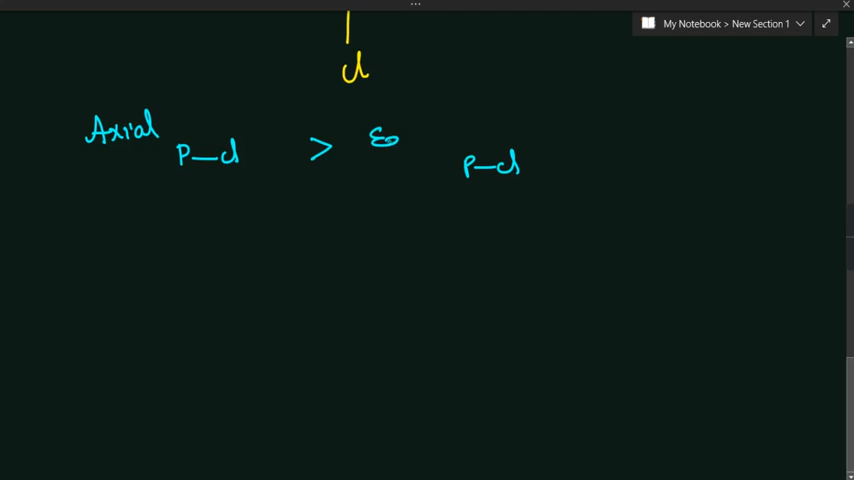 ...
My Notebook > New Section 1
Cl
Axial P—Cl > Eq P—Cl